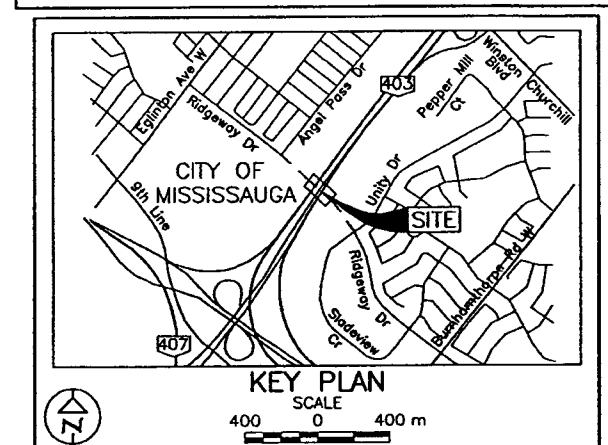 Eglinton Ave W
Ridgeway Dr
Angel Pass Dr
403
Pepper Mill
Ct
Winston
Blvd
Churchill
CITY OF
MISSISSAUGA
9th Line
Unity Dr
SITE
Ridgeway Dr
Sladeview
Cr
Burnhamthorpe Rd W
407
KEY PLAN
SCALE
400 0 400 m
N